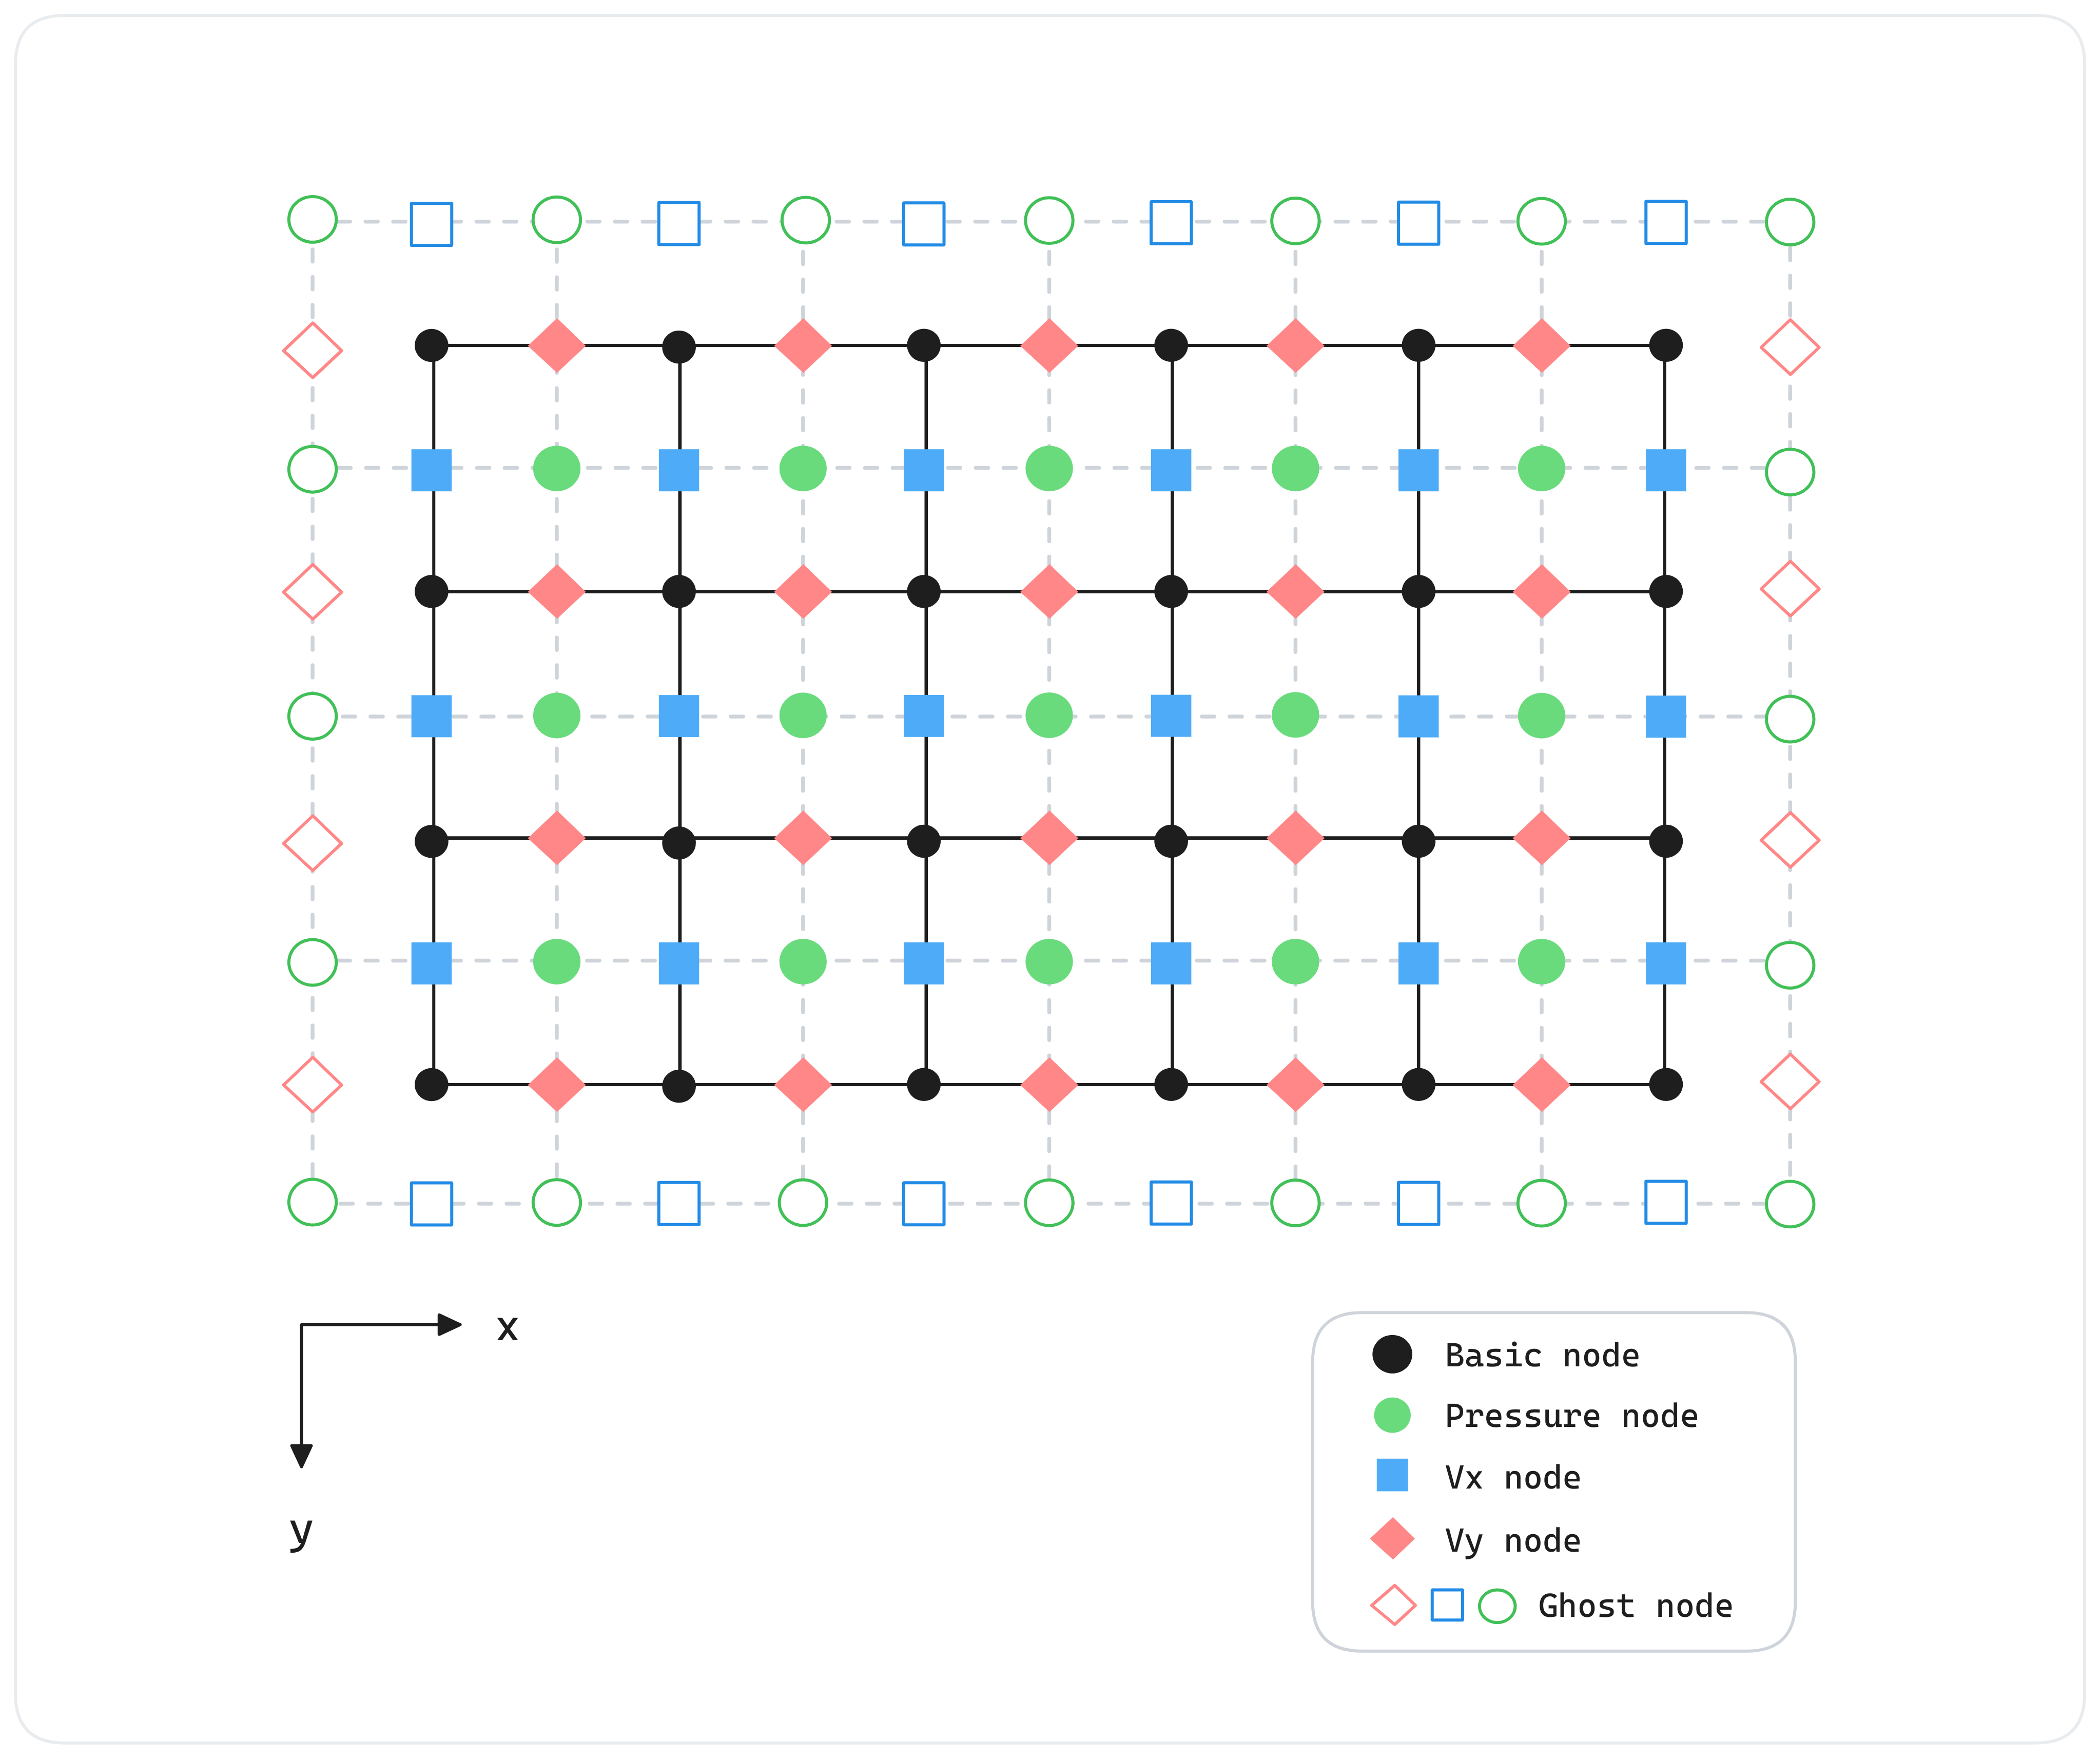 x
y
Basic node
Pressure node
Vx node
Vy node
Ghost node